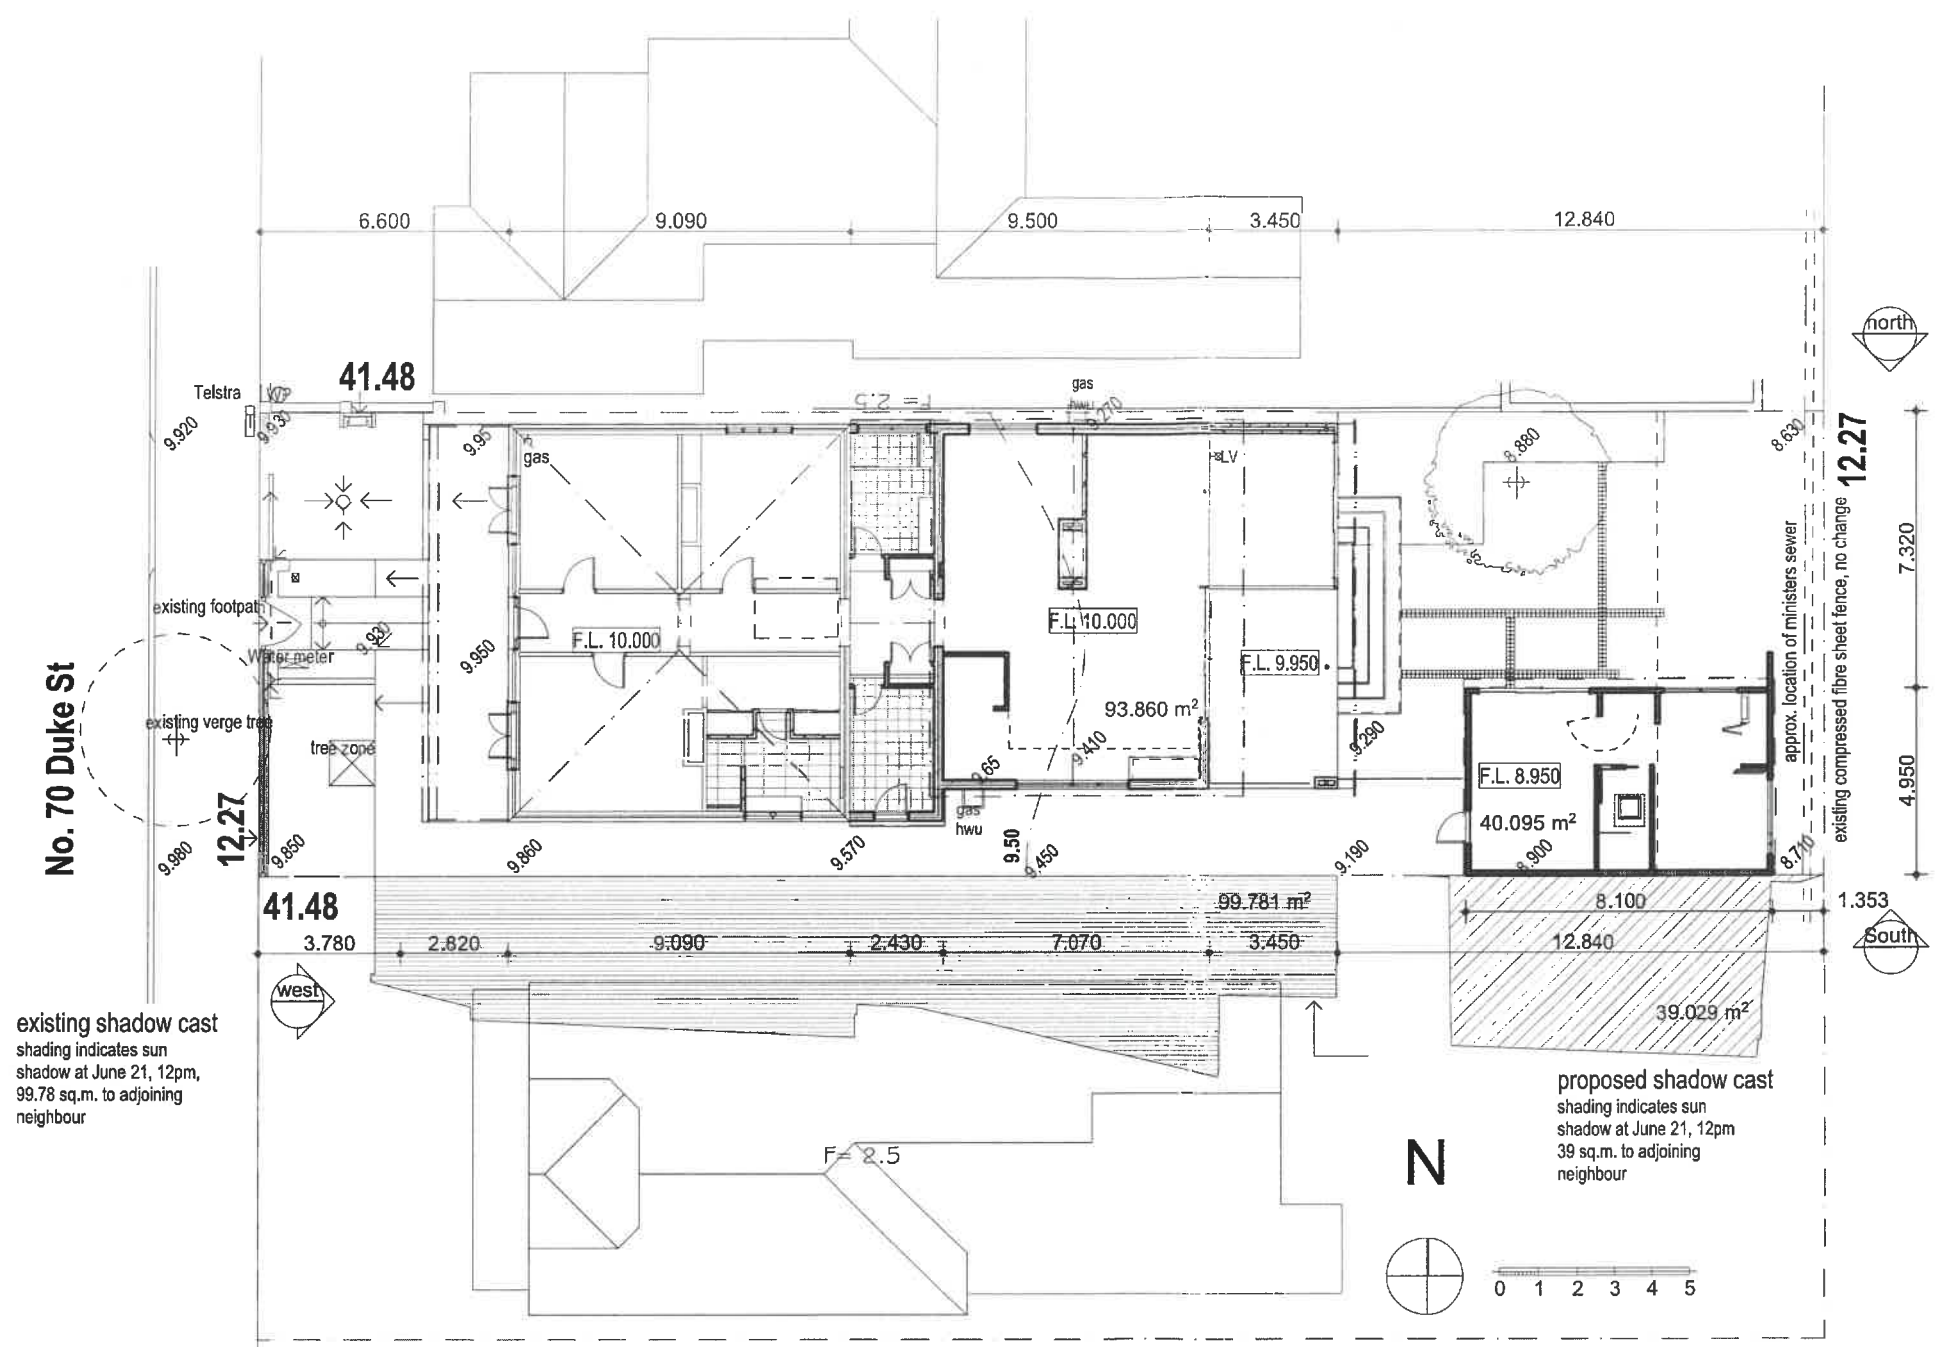 6.600
9.090
9.500
3.450
12.840
north
41.48
Telstra
9.920
9.930
F= 2.5
gas
hwu
9.270
9.95
gas
LV
8.880
8.630
12.27
existing compressed fibre sheet fence, no change
approx. location of ministers sewer
7.320
existing footpath
9.930
Water meter
9.950
F.L. 10.000
F.L. 10.000
F.L. 9.950
No. 70 Duke St
existing verge tree
tree zone
93.860 m²
9.410
9.290
9.65
F.L. 8.950
40.095 m²
4.950
12.27
9.980
9.850
9.860
9.570
gas
hwu
9.50
9.450
9.190
8.900
8.710
41.48
99.781 m²
8.100
1.353
3.780
2.820
9.090
2.430
7.070
3.450
12.840
South
west
39.029 m²
existing shadow cast
shading indicates sun
shadow at June 21, 12pm,
99.78 sq.m. to adjoining
neighbour
proposed shadow cast
shading indicates sun
shadow at June 21, 12pm
39 sq.m. to adjoining
neighbour
F= 2.5
N
0 1 2 3 4 5